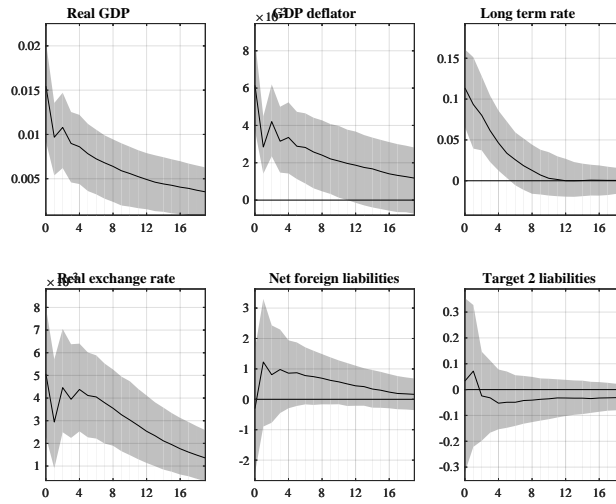 Real GDP
0.02
0.015
0.01
0.005
0 4 8 12 16
GDP deflator
8
6
4
2
0
0 4 8 12 16
Long term rate
0.15
0.1
0.05
0
0 4 8 12 16
Real exchange rate
8
7
6
5
4
3
2
1
0 4 8 12 16
Net foreign liabilities
3
2
1
0
-1
-2
0 4 8 12 16
Target 2 liabilities
0.3
0.2
0.1
0
-0.1
-0.2
-0.3
0 4 8 12 16